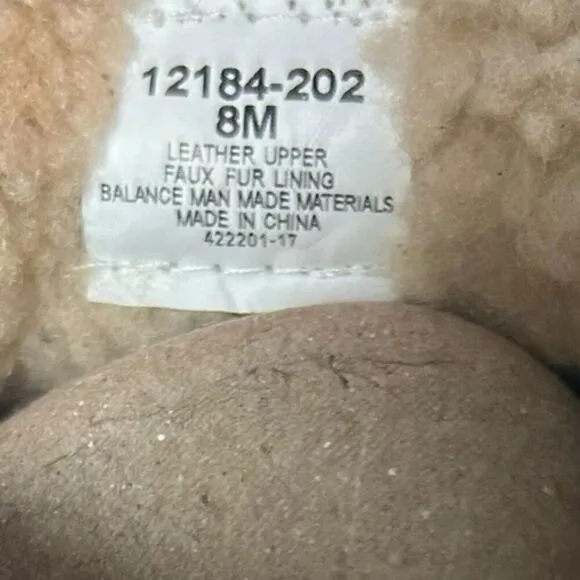 12184-202
8M
LEATHER UPPER
FAUX FUR LINING
BALANCE MAN MADE MATERIALS
MADE IN CHINA
422201-17